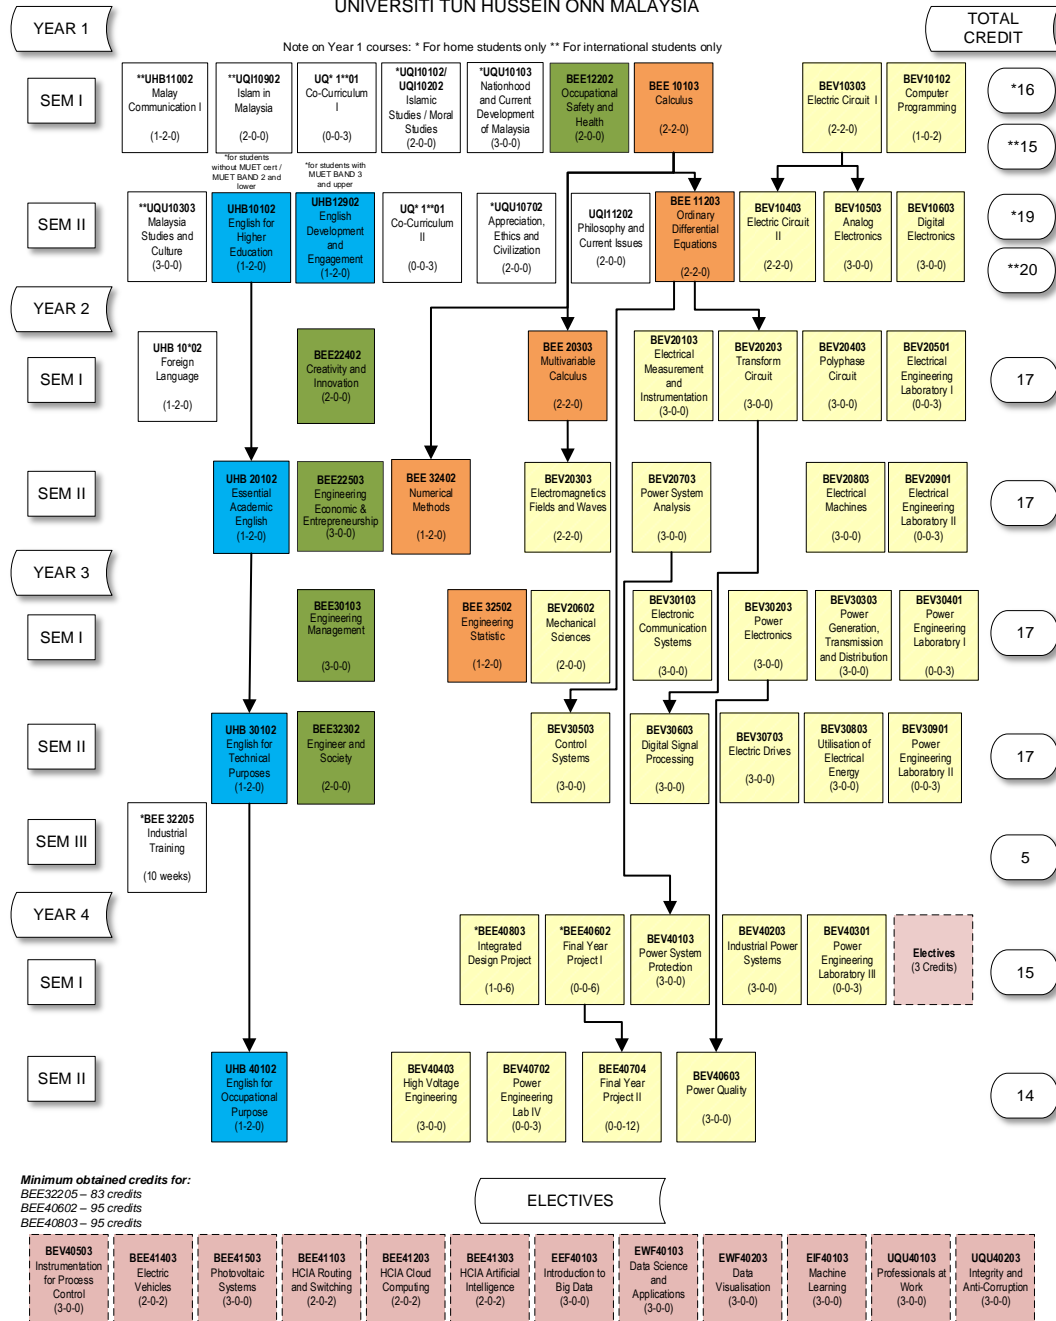 UNIVERSITI TUN HUSSEIN ONN MALAYSIA
YEAR 1
TOTAL
CREDIT
Note on Year 1 courses: * For home students only ** For international students only
SEM I
**UHB11002
Malay
Communication I
(1-2-0)
**UQI10902
Islam in
Malaysia
(2-0-0)
UQ* 1**01
Co-Curriculum
I
(0-0-3)
*UQI10102/
UQI10202
Islamic
Studies / Moral
Studies
(2-0-0)
*UQU10103
Nationhood
and Current
Development
of Malaysia
(3-0-0)
BEE12202
Occupational
Safety and
Health
(2-0-0)
BEE 10103
Calculus
(2-2-0)
BEV10303
Electric Circuit I
(2-2-0)
BEV10102
Computer
Programming
(1-0-2)
*16
**15
*for students
without MUET cert /
MUET BAND 2 and
lower
*for students with
MUET BAND 3
and upper
SEM II
**UQU10303
Malaysia
Studies and
Culture
(3-0-0)
UHB10102
English for
Higher
Education
(1-2-0)
UHB12902
English
Development
and
Engagement
(1-2-0)
UQ* 1**01
Co-Curriculum
II
(0-0-3)
*UQU10702
Appreciation,
Ethics and
Civilization
(2-0-0)
UQI11202
Philosophy and
Current Issues
(2-0-0)
BEE 11203
Ordinary
Differential
Equations
(2-2-0)
BEV10403
Electric Circuit
II
(2-2-0)
BEV10503
Analog
Electronics
(3-0-0)
BEV10603
Digital
Electronics
(3-0-0)
*19
**20
YEAR 2
SEM I
UHB 10*02
Foreign
Language
(1-2-0)
BEE22402
Creativity and
Innovation
(2-0-0)
BEE 20303
Multivariable
Calculus
(2-2-0)
BEV20103
Electrical
Measurement
and
Instrumentation
(3-0-0)
BEV20203
Transform
Circuit
(3-0-0)
BEV20403
Polyphase
Circuit
(3-0-0)
BEV20501
Electrical
Engineering
Laboratory I
(0-0-3)
17
SEM II
UHB 20102
Essential
Academic
English
(1-2-0)
BEE22503
Engineering
Economic &
Entrepreneurship
(3-0-0)
BEE 32402
Numerical
Methods
(1-2-0)
BEV20303
Electromagnetics
Fields and Waves
(2-2-0)
BEV20703
Power System
Analysis
(3-0-0)
BEV20803
Electrical
Machines
(3-0-0)
BEV20901
Electrical
Engineering
Laboratory II
(0-0-3)
17
YEAR 3
SEM I
BEE30103
Engineering
Management
(3-0-0)
BEE 32502
Engineering
Statistic
(1-2-0)
BEV20602
Mechanical
Sciences
(2-0-0)
BEV30103
Electronic
Communication
Systems
(3-0-0)
BEV30203
Power
Electronics
(3-0-0)
BEV30303
Power
Generation,
Transmission
and Distribution
(3-0-0)
BEV30401
Power
Engineering
Laboratory I
(0-0-3)
17
SEM II
UHB 30102
English for
Technical
Purposes
(1-2-0)
BEE32302
Engineer and
Society
(2-0-0)
BEV30503
Control
Systems
(3-0-0)
BEV30603
Digital Signal
Processing
(3-0-0)
BEV30703
Electric Drives
(3-0-0)
BEV30803
Utilisation of
Electrical
Energy
(3-0-0)
BEV30901
Power
Engineering
Laboratory II
(0-0-3)
17
SEM III
*BEE 32205
Industrial
Training
(10 weeks)
5
YEAR 4
SEM I
*BEE40803
Integrated
Design Project
(1-0-6)
*BEE40602
Final Year
Project I
(0-0-6)
BEV40103
Power System
Protection
(3-0-0)
BEV40203
Industrial Power
Systems
(3-0-0)
BEV40301
Power
Engineering
Laboratory III
(0-0-3)
Electives
(3 Credits)
15
SEM II
UHB 40102
English for
Occupational
Purpose
(1-2-0)
BEV40403
High Voltage
Engineering
(3-0-0)
BEV40702
Power
Engineering
Lab IV
(0-0-3)
BEE40704
Final Year
Project II
(0-0-12)
BEV40603
Power Quality
(3-0-0)
14
Minimum obtained credits for:
BEE32205 – 83 credits
BEE40602 – 95 credits
BEE40803 – 95 credits
ELECTIVES
BEV40503
Instrumentation
for Process
Control
(3-0-0)
BEE41403
Electric
Vehicles
(2-0-2)
BEE41503
Photovoltaic
Systems
(3-0-0)
BEE41103
HCIA Routing
and Switching
(2-0-2)
BEE41203
HCIA Cloud
Computing
(2-0-2)
BEE41303
HCIA Artificial
Intelligence
(2-0-2)
EEF40103
Introduction to
Big Data
(3-0-0)
EWF40103
Data Science
and
Applications
(3-0-0)
EWF40203
Data
Visualisation
(3-0-0)
EIF40103
Machine
Learning
(3-0-0)
UQU40103
Professionals at
Work
(3-0-0)
UQU40203
Integrity and
Anti-Corruption
(3-0-0)